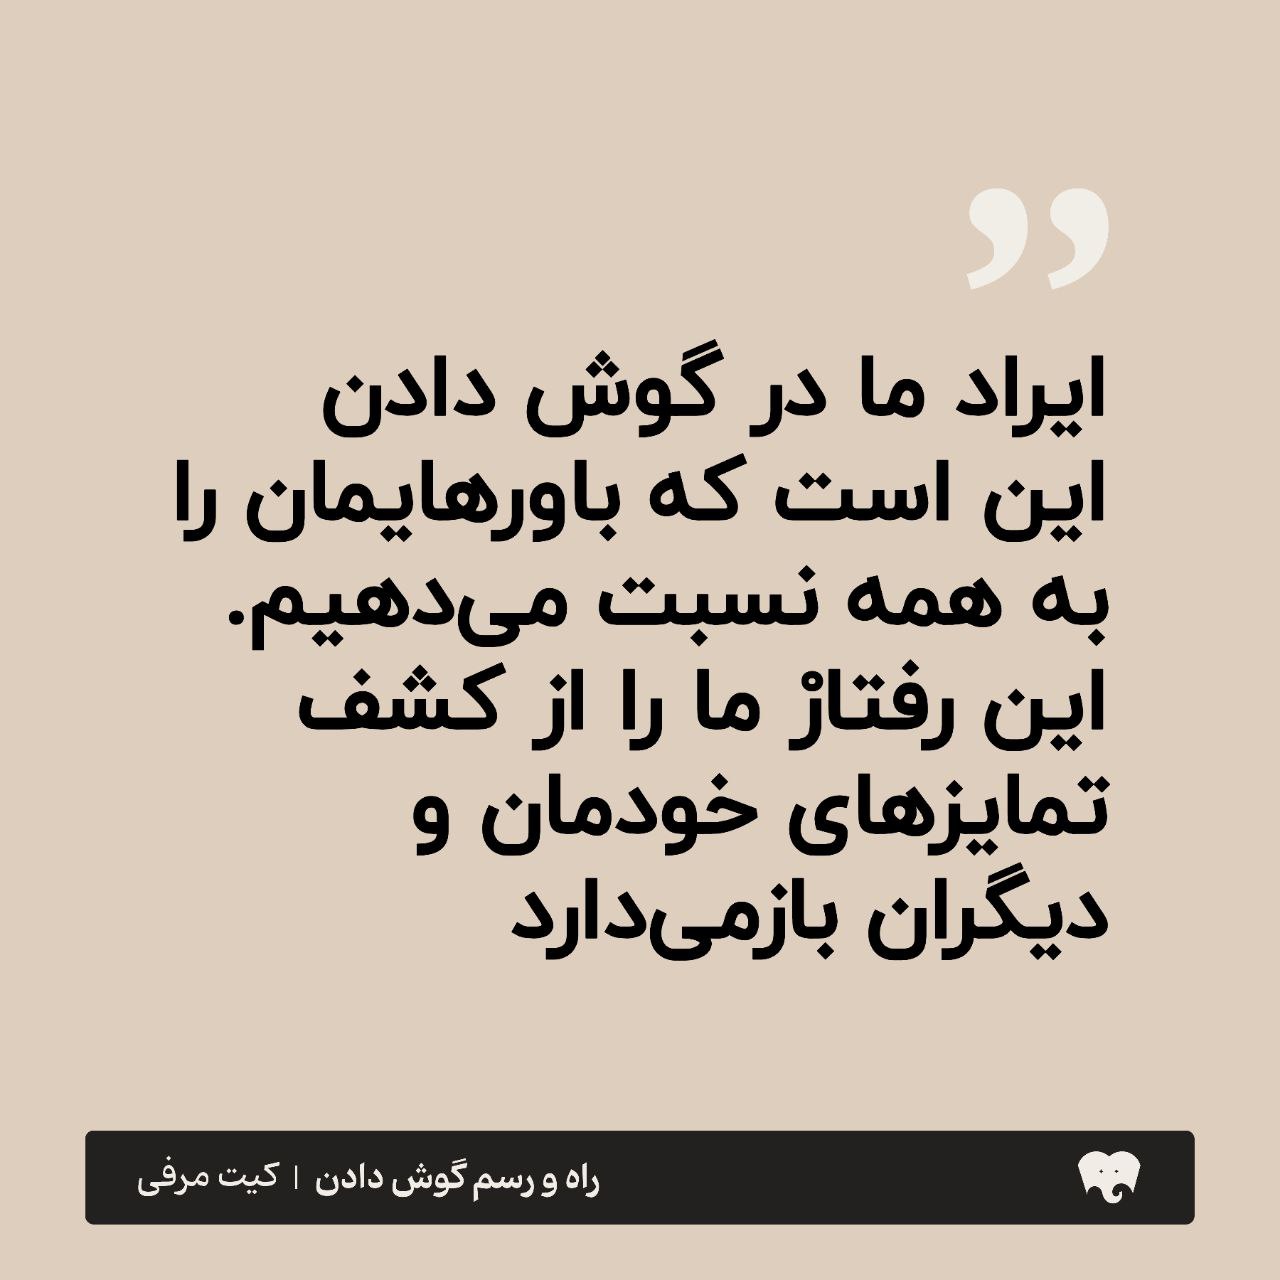 ”
ایراد ما در گوش دادن
این است که باورهایمان را
به همه نسبت می‌دهیم.
این رفتارْ ما را از کشف
تمایزهای خودمان و
دیگران بازمی‌دارد
راه و رسم گوش دادن | کیت مرفی